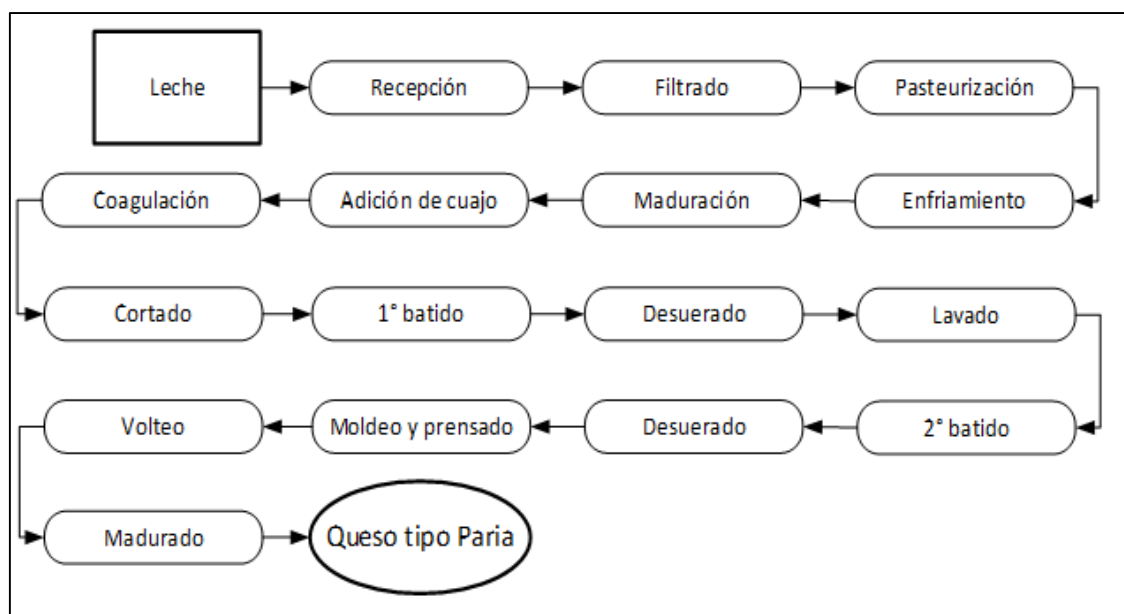 Leche
Recepción
Filtrado
Pasteurización
Enfriamiento
Maduración
Adición de cuajo
Coagulación
Cortado
1° batido
Desuerado
Lavado
2° batido
Desuerado
Moldeo y prensado
Volteo
Madurado
Queso tipo Paria